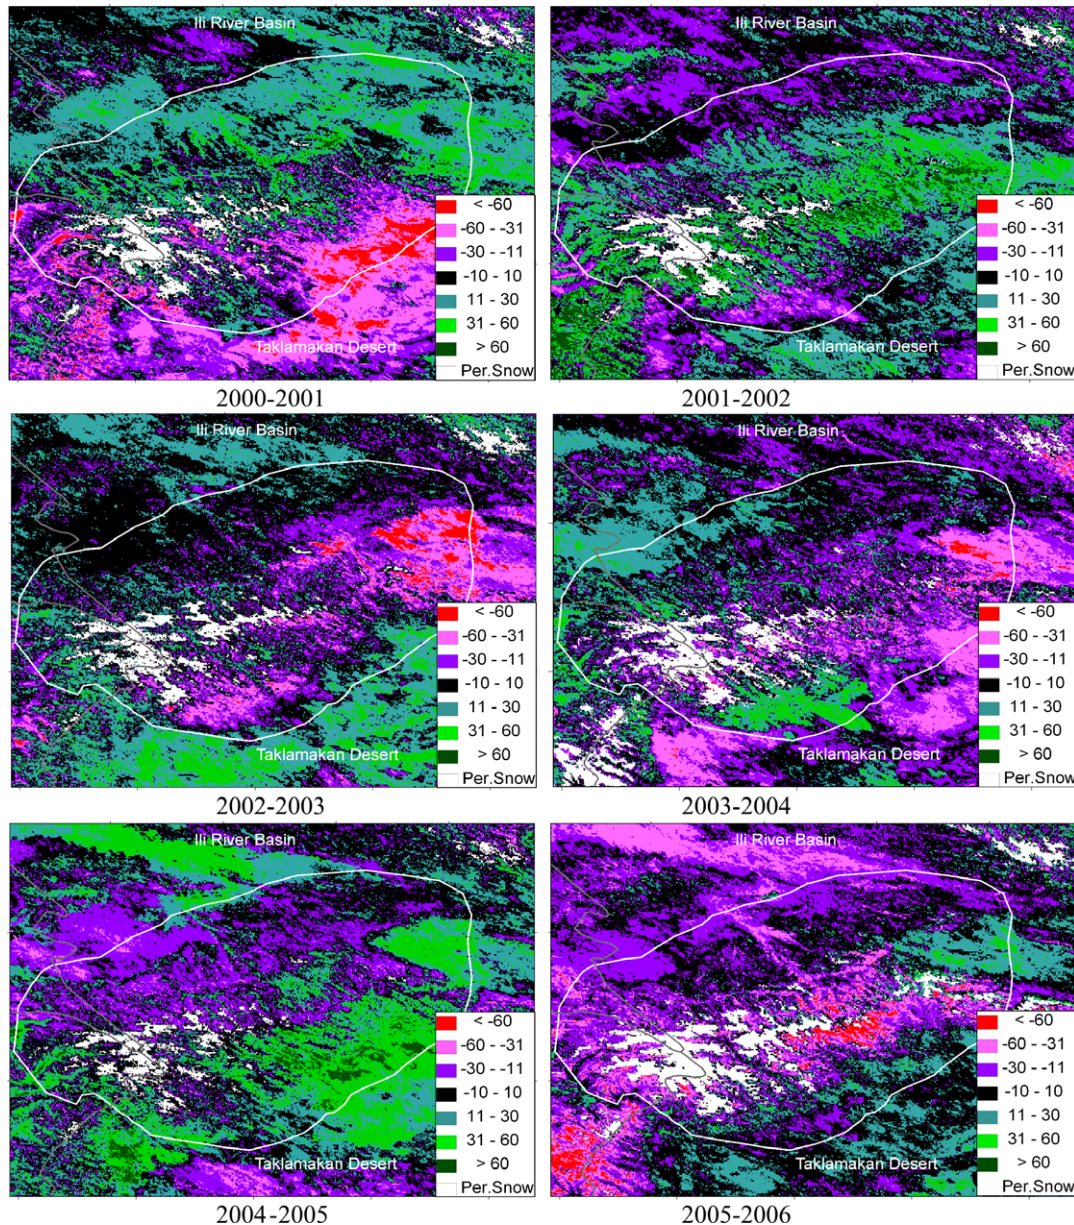 Ili River Basin
< -60
-60 - -31
-30 - -11
-10 - 10
11 - 30
31 - 60
> 60
Per.Snow
Taklamakan Desert
2000-2001
Ili River Basin
< -60
-60 - -31
-30 - -11
-10 - 10
11 - 30
31 - 60
> 60
Per.Snow
Taklamakan Desert
2001-2002
Ili River Basin
< -60
-60 - -31
-30 - -11
-10 - 10
11 - 30
31 - 60
> 60
Per.Snow
Taklamakan Desert
2002-2003
Ili River Basin
< -60
-60 - -31
-30 - -11
-10 - 10
11 - 30
31 - 60
> 60
Per.Snow
Taklamakan Desert
2003-2004
Ili River Basin
< -60
-60 - -31
-30 - -11
-10 - 10
11 - 30
31 - 60
> 60
Per.Snow
Taklamakan Desert
2004-2005
Ili River Basin
< -60
-60 - -31
-30 - -11
-10 - 10
11 - 30
31 - 60
> 60
Per.Snow
Taklamakan Desert
2005-2006